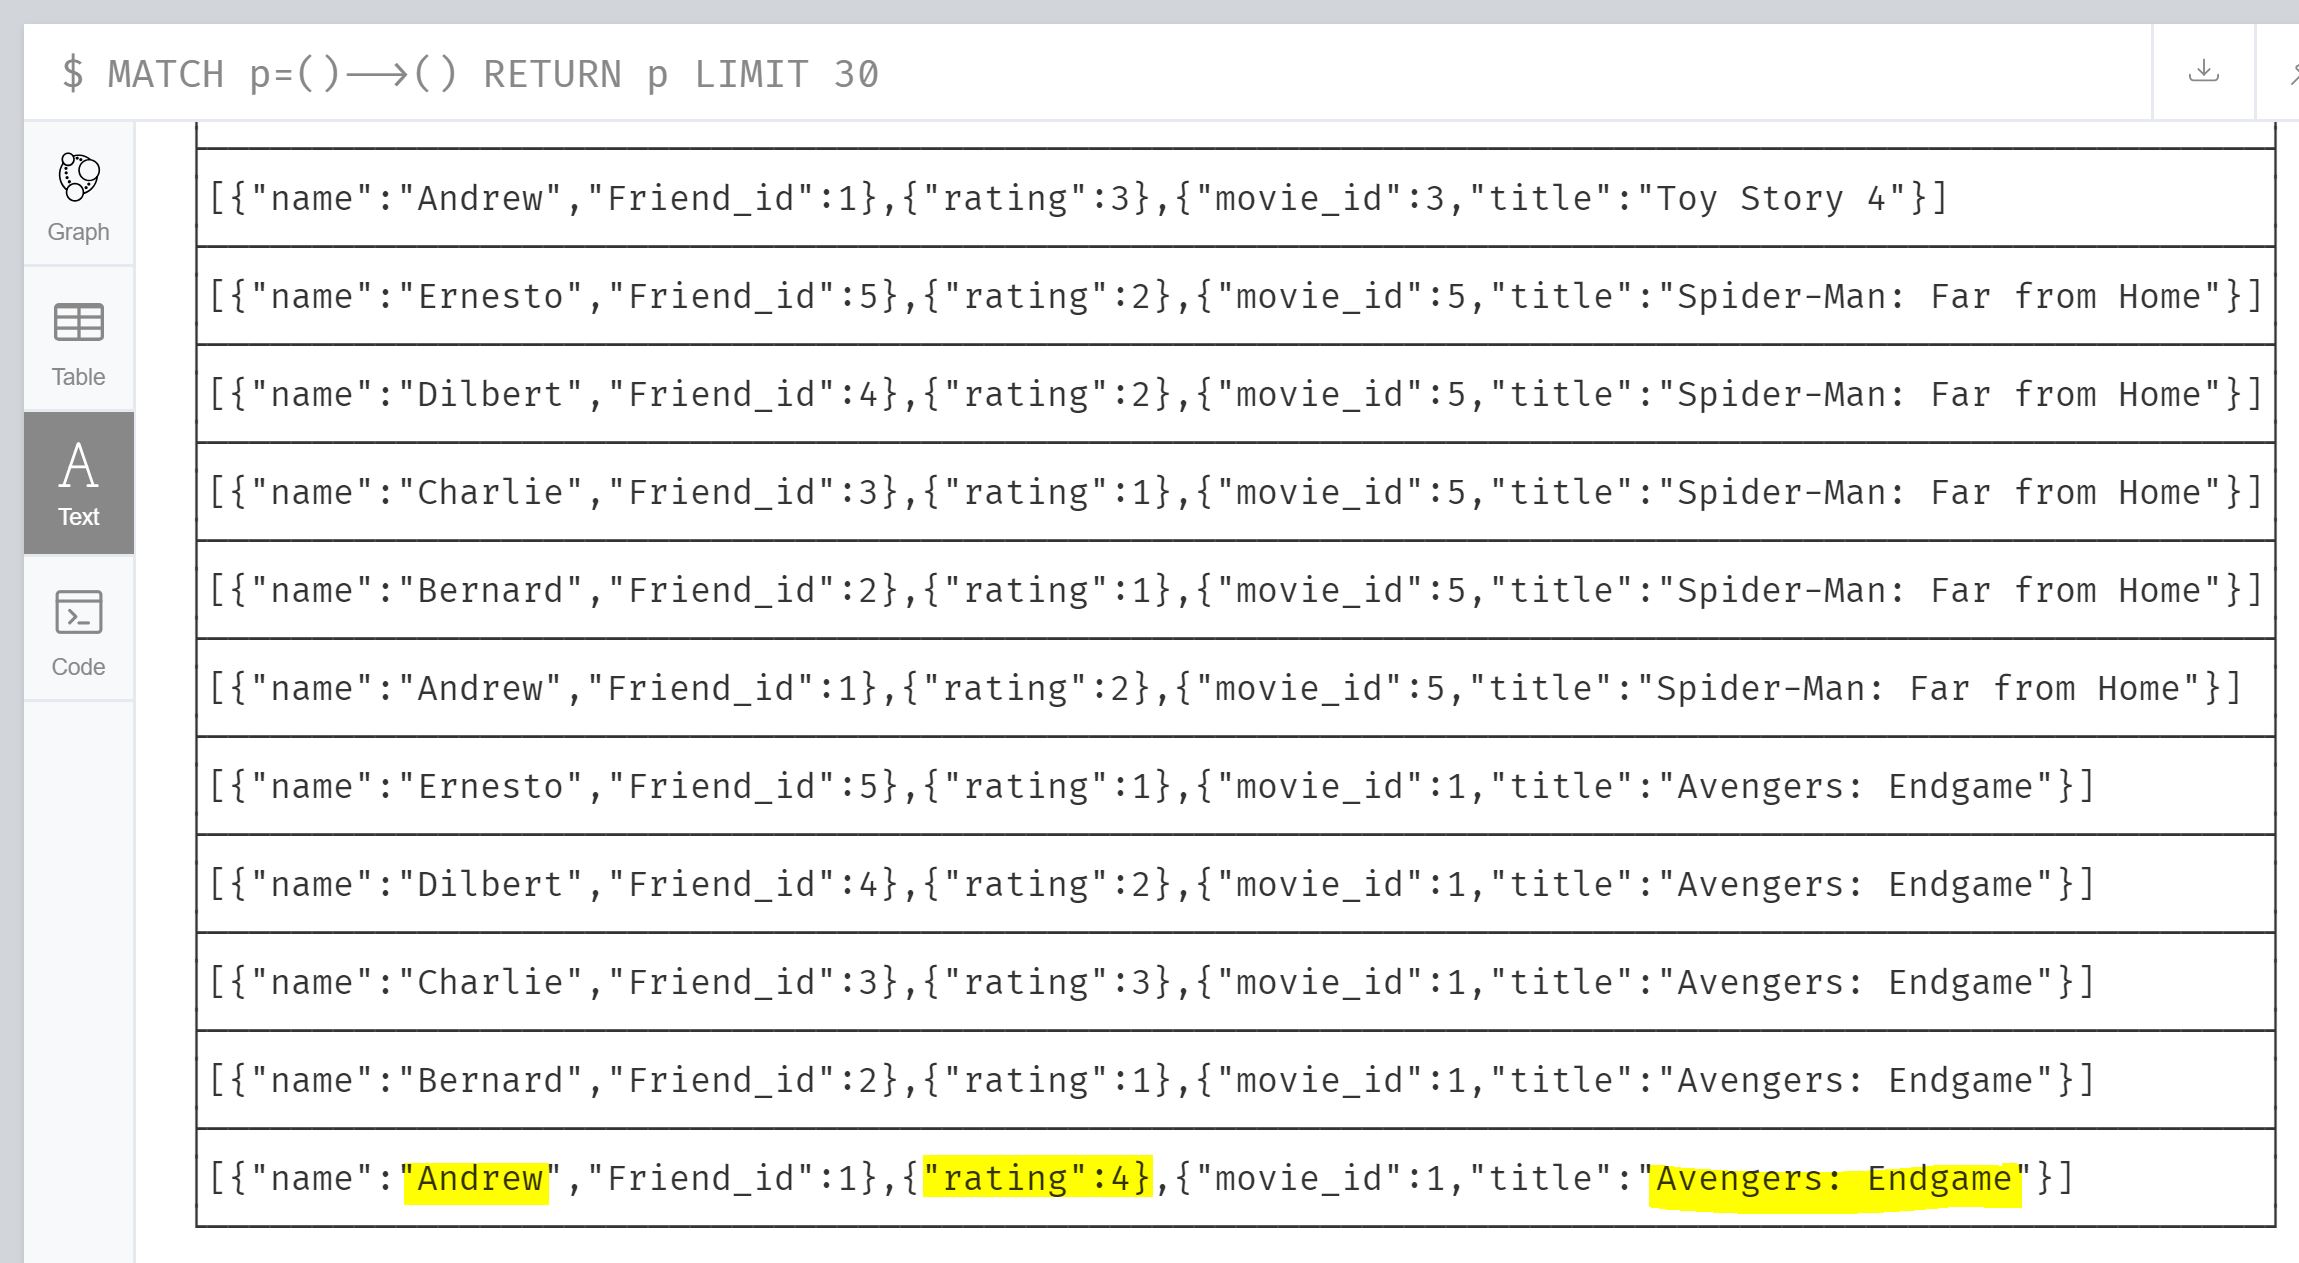 $ MATCH p=()⟶() RETURN p LIMIT 30
Graph
Table
Text
Code
[{"name":"Andrew","Friend_id":1},{"rating":3},{"movie_id":3,"title":"Toy Story 4"}]
[{"name":"Ernesto","Friend_id":5},{"rating":2},{"movie_id":5,"title":"Spider-Man: Far from Home"}]
[{"name":"Dilbert","Friend_id":4},{"rating":2},{"movie_id":5,"title":"Spider-Man: Far from Home"}]
[{"name":"Charlie","Friend_id":3},{"rating":1},{"movie_id":5,"title":"Spider-Man: Far from Home"}]
[{"name":"Bernard","Friend_id":2},{"rating":1},{"movie_id":5,"title":"Spider-Man: Far from Home"}]
[{"name":"Andrew","Friend_id":1},{"rating":2},{"movie_id":5,"title":"Spider-Man: Far from Home"}]
[{"name":"Ernesto","Friend_id":5},{"rating":1},{"movie_id":1,"title":"Avengers: Endgame"}]
[{"name":"Dilbert","Friend_id":4},{"rating":2},{"movie_id":1,"title":"Avengers: Endgame"}]
[{"name":"Charlie","Friend_id":3},{"rating":3},{"movie_id":1,"title":"Avengers: Endgame"}]
[{"name":"Bernard","Friend_id":2},{"rating":1},{"movie_id":1,"title":"Avengers: Endgame"}]
[{"name":"Andrew","Friend_id":1},{"rating":4},{"movie_id":1,"title":"Avengers: Endgame"}]